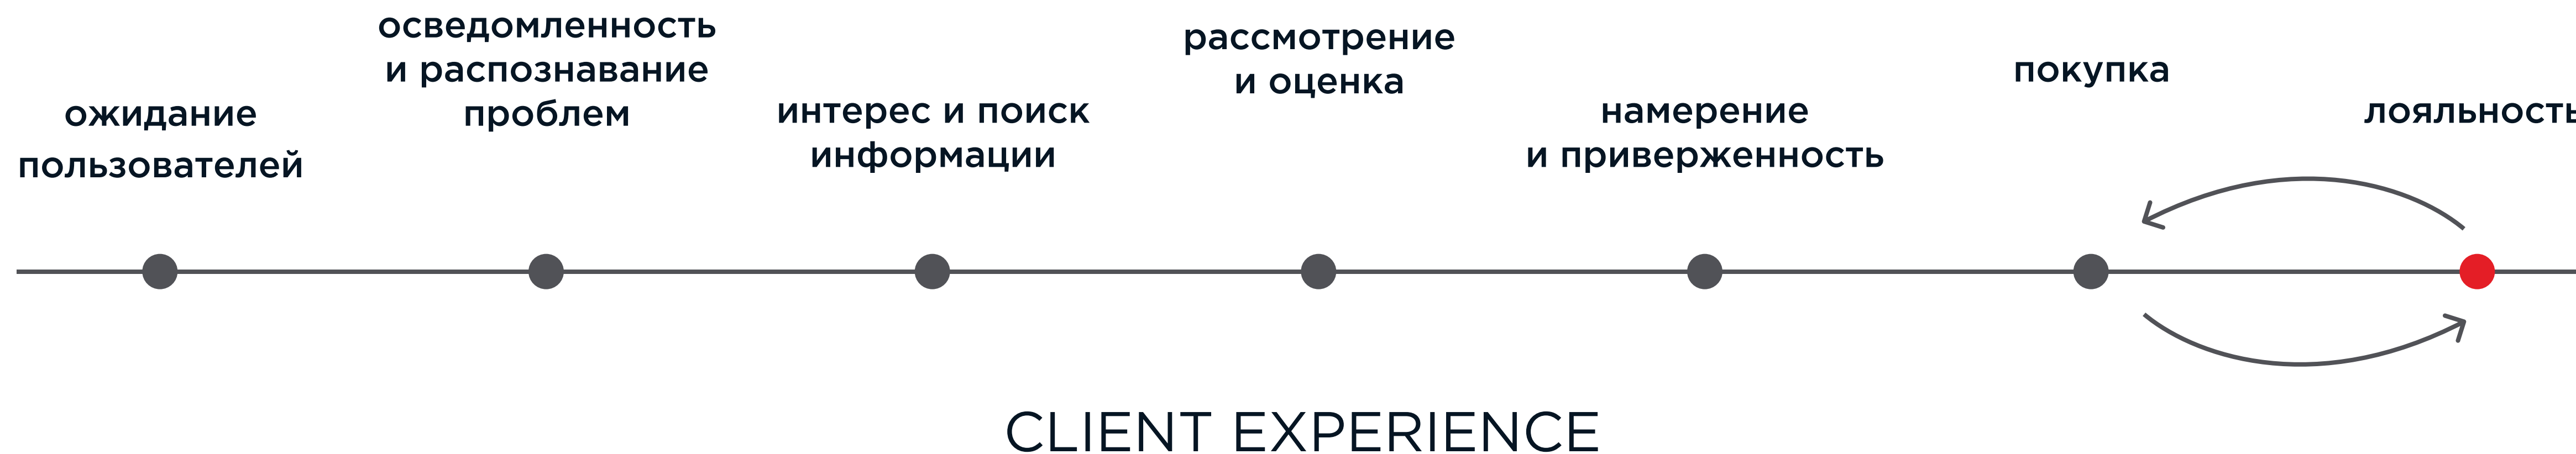 ожидание
пользователей
осведомленность
и распознавание
проблем
интерес и поиск
информации
рассмотрение
и оценка
намерение
и приверженность
покупка
лояльность
CLIENT EXPERIENCE